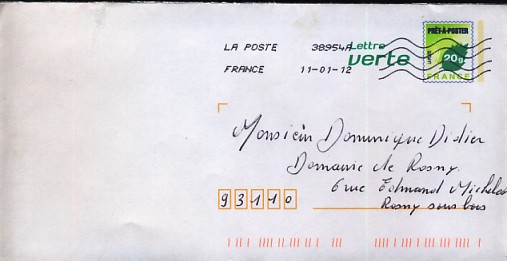 LA POSTE 38954A
FRANCE 11-01-12
Lettre
verte
PRÊT-À-POSTER
20g
FRANCE
Monsieur Dominique Didier
Domaine de Rosny
6 rue Edmond Michelet
93110
Rosny sous bois